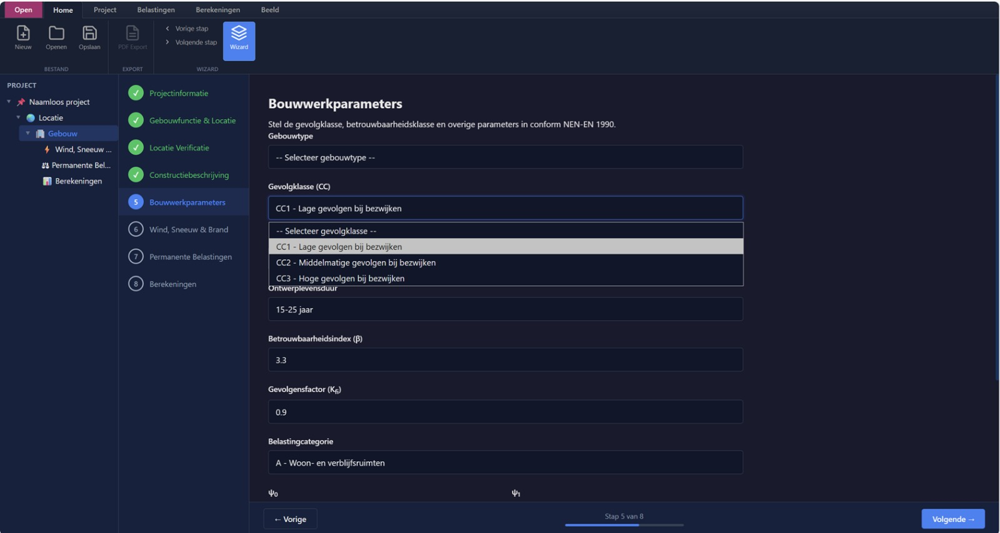 Open
Home
Project
Belastingen
Berekeningen
Beeld
Nieuw
Openen
Opslaan
BESTAND
PDF Export
EXPORT
Vorige stap
Volgende stap
Wizard
WIZARD
PROJECT
Naamloos project
Locatie
Gebouw
Wind, Sneeuw ...
Permanente Bel...
Berekeningen
Projectinformatie
Gebouwfunctie & Locatie
Locatie Verificatie
Constructiebeschrijving
5 Bouwwerkparameters
6 Wind, Sneeuw & Brand
7 Permanente Belastingen
8 Berekeningen
Bouwwerkparameters
Stel de gevolgklasse, betrouwbaarheidsklasse en overige parameters in conform NEN-EN 1990.
Gebouwtype
-- Selecteer gebouwtype --
Gevolgklasse (CC)
CC1 - Lage gevolgen bij bezwijken
-- Selecteer gevolgklasse --
CC1 - Lage gevolgen bij bezwijken
CC2 - Middelmatige gevolgen bij bezwijken
CC3 - Hoge gevolgen bij bezwijken
Ontwerplevensduur
15-25 jaar
Betrouwbaarheidsindex (β)
3.3
Gevolgensfactor (Kfi)
0.9
Belastingcategorie
A - Woon- en verblijfsruimten
ψ0 ψ1
← Vorige
Stap 5 van 8
Volgende →